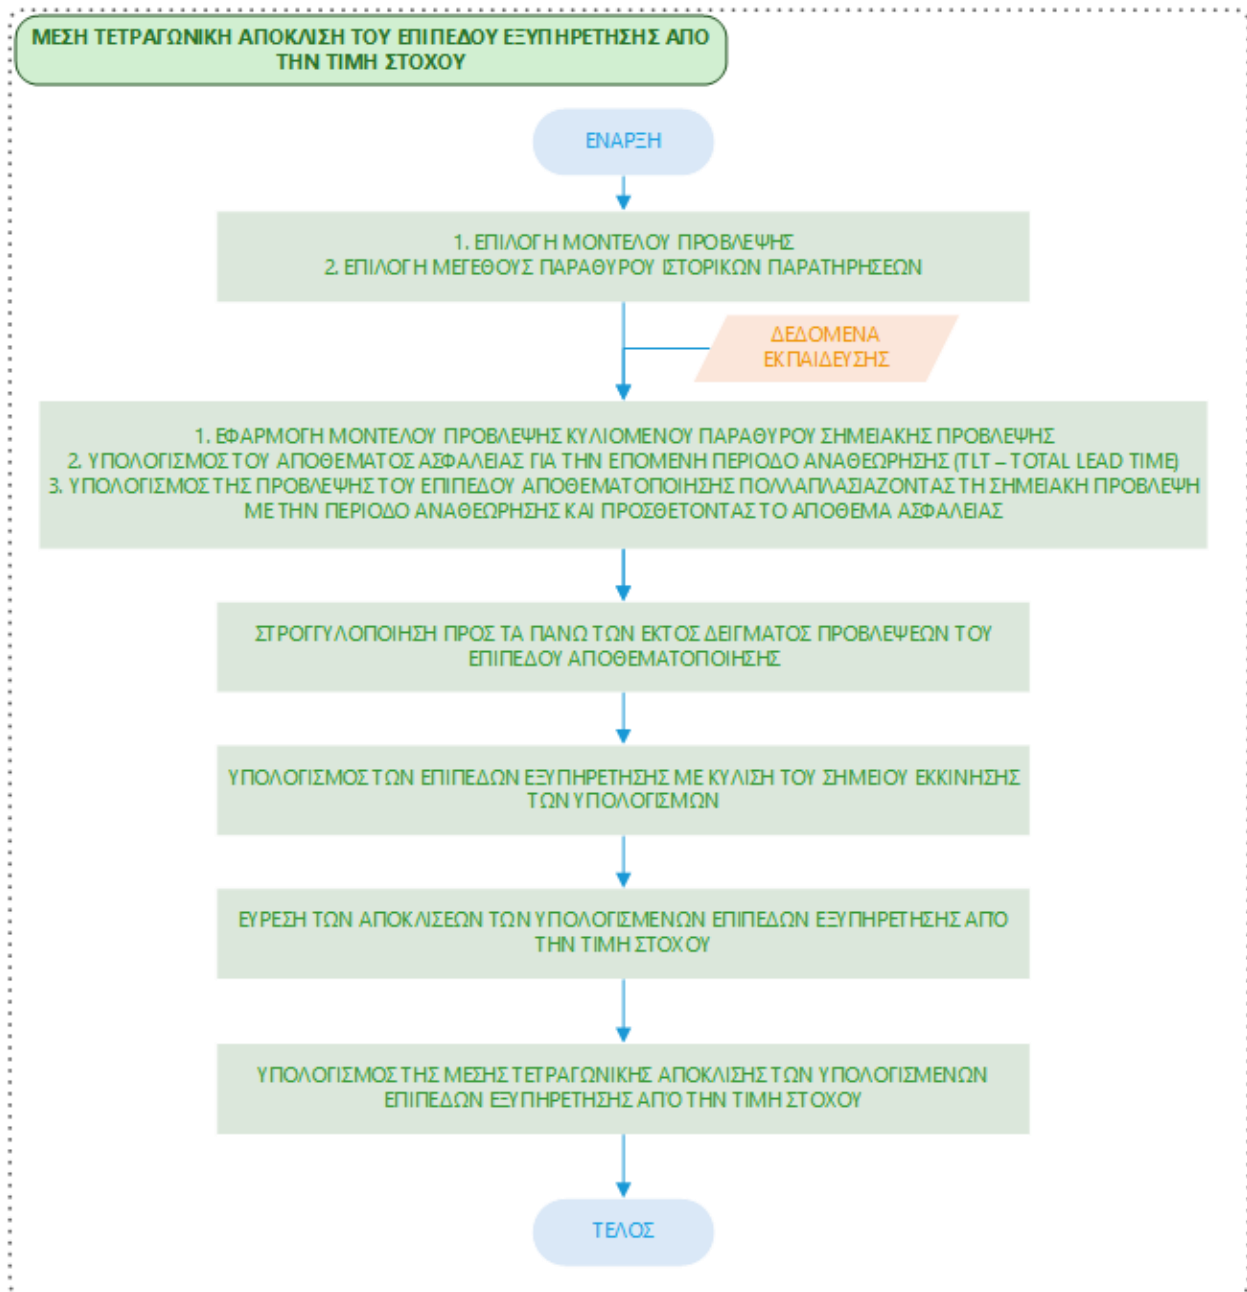 ΜΕΣΗ ΤΕΤΡΑΓΩΝΙΚΗ ΑΠΟΚΛΙΣΗ ΤΟΥ ΕΠΙΠΕΔΟΥ ΕΞΥΠΗΡΕΤΗΣΗΣ ΑΠΟ
ΤΗΝ ΤΙΜΗ ΣΤΟΧΟΥ
ΕΝΑΡΞΗ
1. ΕΠΙΛΟΓΗ ΜΟΝΤΕΛΟΥ ΠΡΟΒΛΕΨΗΣ
2. ΕΠΙΛΟΓΗ ΜΕΓΕΘΟΥΣ ΠΑΡΑΘΥΡΟΥ ΙΣΤΟΡΙΚΩΝ ΠΑΡΑΤΗΡΗΣΕΩΝ
ΔΕΔΟΜΕΝΑ
ΕΚΠΑΙΔΕΥΣΗΣ
1. ΕΦΑΡΜΟΓΗ ΜΟΝΤΕΛΟΥ ΠΡΟΒΛΕΨΗΣ ΚΥΛΙΟΜΕΝΟΥ ΠΑΡΑΘΥΡΟΥ ΣΗΜΕΙΑΚΗΣ ΠΡΟΒΛΕΨΗΣ
2. ΥΠΟΛΟΓΙΣΜΟΣ ΤΟΥ ΑΠΟΘΕΜΑΤΟΣ ΑΣΦΑΛΕΙΑΣ ΓΙΑ ΤΗΝ ΕΠΟΜΕΝΗ ΠΕΡΙΟΔΟ ΑΝΑΘΕΩΡΗΣΗΣ (TLT – TOTAL LEAD TIME)
3. ΥΠΟΛΟΓΙΣΜΟΣ ΤΗΣ ΠΡΟΒΛΕΨΗΣ ΤΟΥ ΕΠΙΠΕΔΟΥ ΑΠΟΘΕΜΑΤΟΠΟΙΗΣΗΣ ΠΟΛΛΑΠΛΑΣΙΑΖΟΝΤΑΣ ΤΗ ΣΗΜΕΙΑΚΗ ΠΡΟΒΛΕΨΗ
ΜΕ ΤΗΝ ΠΕΡΙΟΔΟ ΑΝΑΘΕΩΡΗΣΗΣ ΚΑΙ ΠΡΟΣΘΕΤΟΝΤΑΣ ΤΟ ΑΠΟΘΕΜΑ ΑΣΦΑΛΕΙΑΣ
ΣΤΡΟΓΓΥΛΟΠΟΙΗΣΗ ΠΡΟΣ ΤΑ ΠΑΝΩ ΤΩΝ ΕΚΤΟΣ ΔΕΙΓΜΑΤΟΣ ΠΡΟΒΛΕΨΕΩΝ ΤΟΥ
ΕΠΙΠΕΔΟΥ ΑΠΟΘΕΜΑΤΟΠΟΙΗΣΗΣ
ΥΠΟΛΟΓΙΣΜΟΣ ΤΩΝ ΕΠΙΠΕΔΩΝ ΕΞΥΠΗΡΕΤΗΣΗΣ ΜΕ ΚΥΛΙΣΗ ΤΟΥ ΣΗΜΕΙΟΥ ΕΚΚΙΝΗΣΗΣ
ΤΩΝ ΥΠΟΛΟΓΙΣΜΩΝ
ΕΥΡΕΣΗ ΤΩΝ ΑΠΟΚΛΙΣΕΩΝ ΤΩΝ ΥΠΟΛΟΓΙΣΜΕΝΩΝ ΕΠΙΠΕΔΩΝ ΕΞΥΠΗΡΕΤΗΣΗΣ ΑΠΌ
ΤΗΝ ΤΙΜΗ ΣΤΟΧΟΥ
ΥΠΟΛΟΓΙΣΜΟΣ ΤΗΣ ΜΕΣΗΣ ΤΕΤΡΑΓΩΝΙΚΗΣ ΑΠΟΚΛΙΣΗΣ ΤΩΝ ΥΠΟΛΟΓΙΣΜΕΝΩΝ
ΕΠΙΠΕΔΩΝ ΕΞΥΠΗΡΕΤΗΣΗΣ ΑΠΌ ΤΗΝ ΤΙΜΗ ΣΤΟΧΟΥ
ΤΕΛΟΣ